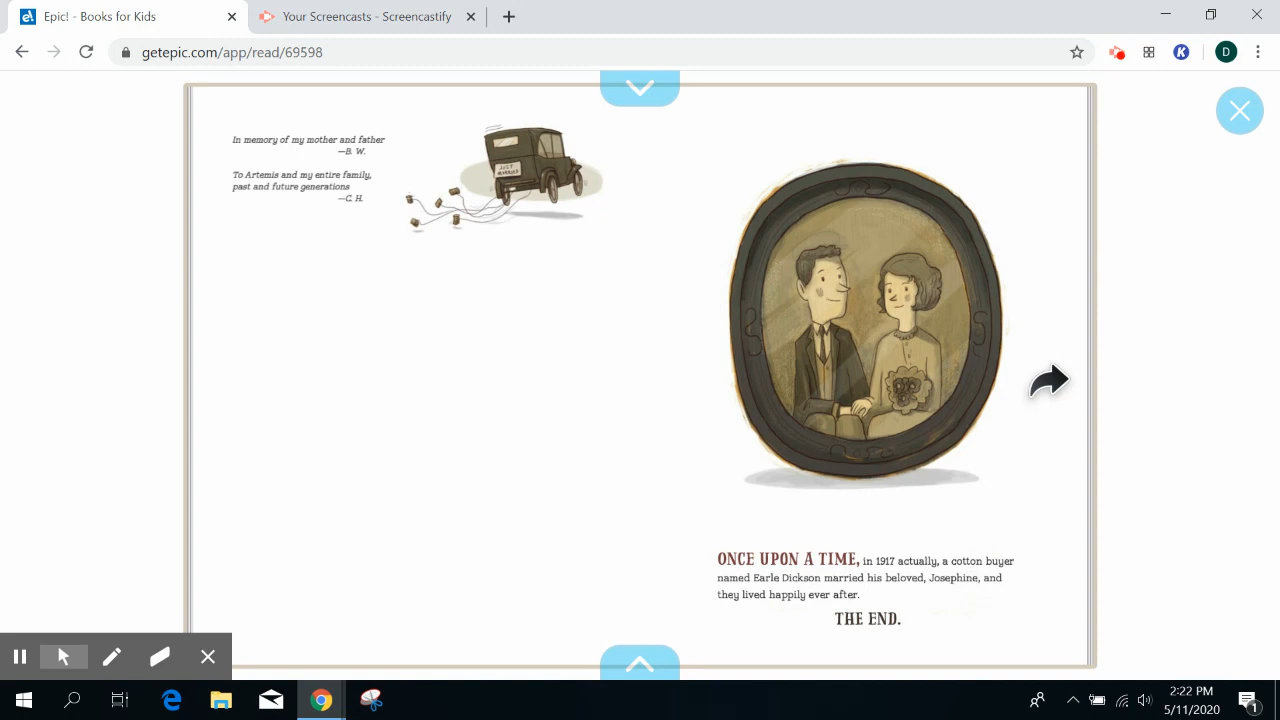 Epic! - Books for Kids
Your Screencasts - Screencastify
getepic.com/app/read/69598
D
K
In memory of my mother and father
—B. W.
To Artemis and my entire family,
past and future generations
—C. H.
JUST
MARRIED
ONCE UPON A TIME, in 1917 actually, a cotton buyer
named Earle Dickson married his beloved, Josephine, and
they lived happily ever after.
THE END.
2:22 PM
5/11/2020
1